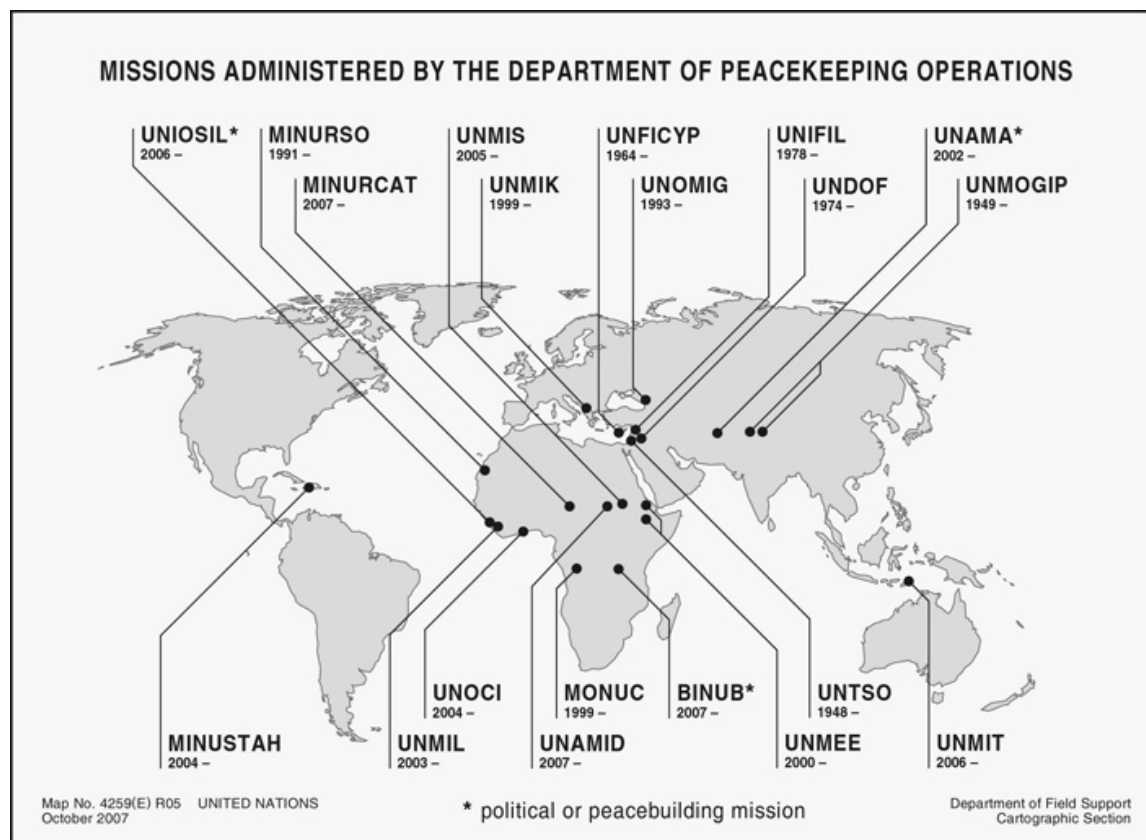 MISSIONS ADMINISTERED BY THE DEPARTMENT OF PEACEKEEPING OPERATIONS
UNIOSIL*
2006 –
MINURSO
1991 –
UNMIS
2005 –
UNFICYP
1964 –
UNIFIL
1978 –
UNAMA*
2002 –
MINURCAT
2007 –
UNMIK
1999 –
UNOMIG
1993 –
UNDOF
1974 –
UNMOGIP
1949 –
UNOCI
2004 –
MONUC
1999 –
BINUB*
2007 –
UNTSO
1948 –
MINUSTAH
2004 –
UNMIL
2003 –
UNAMID
2007 –
UNMEE
2000 –
UNMIT
2006 –
Map No. 4259(E) R05 UNITED NATIONS
October 2007
* political or peacebuilding mission
Department of Field Support
Cartographic Section